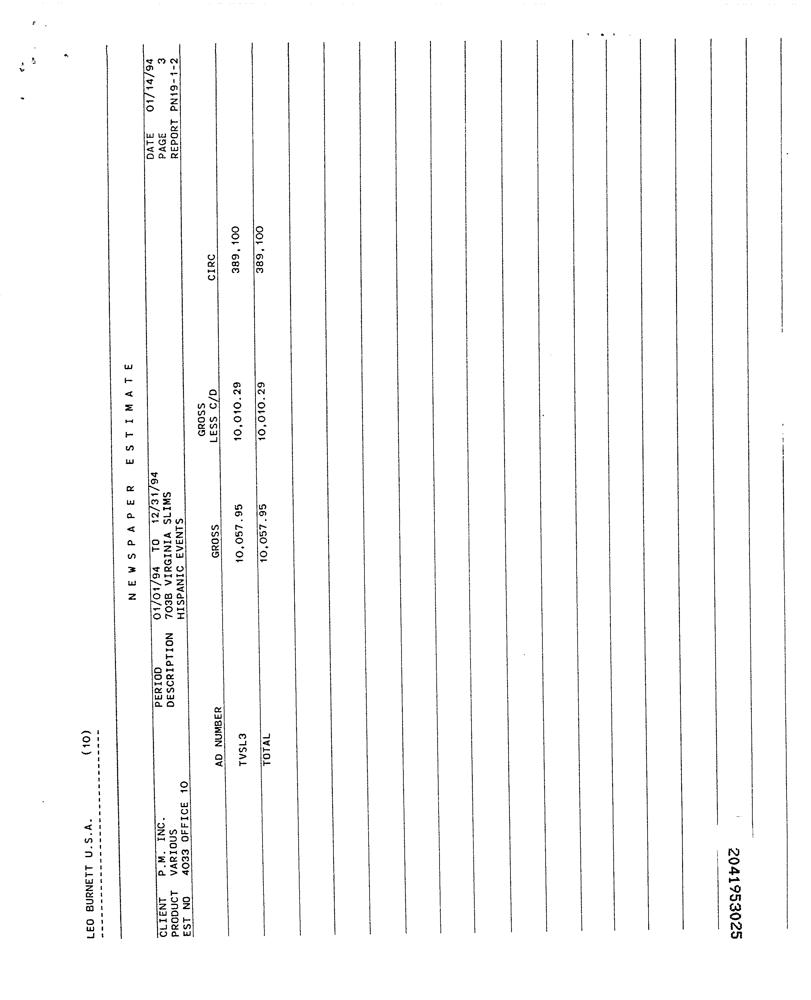 LEO BURNETT U.S.A. (10)
N E W S P A P E R   E S T I M A T E
CLIENT P.M. INC. PERIOD 01/01/94 TO 12/31/94 DATE 01/14/94
PRODUCT VARIOUS DESCRIPTION 703B VIRGINIA SLIMS PAGE 3
EST NO 4033 OFFICE 10 HISPANIC EVENTS REPORT PN19-1-2
GROSS
AD NUMBER GROSS LESS C/D CIRC
TVSL3 10,057.95 10,010.29 389,100
TOTAL 10,057.95 10,010.29 389,100
2041953025